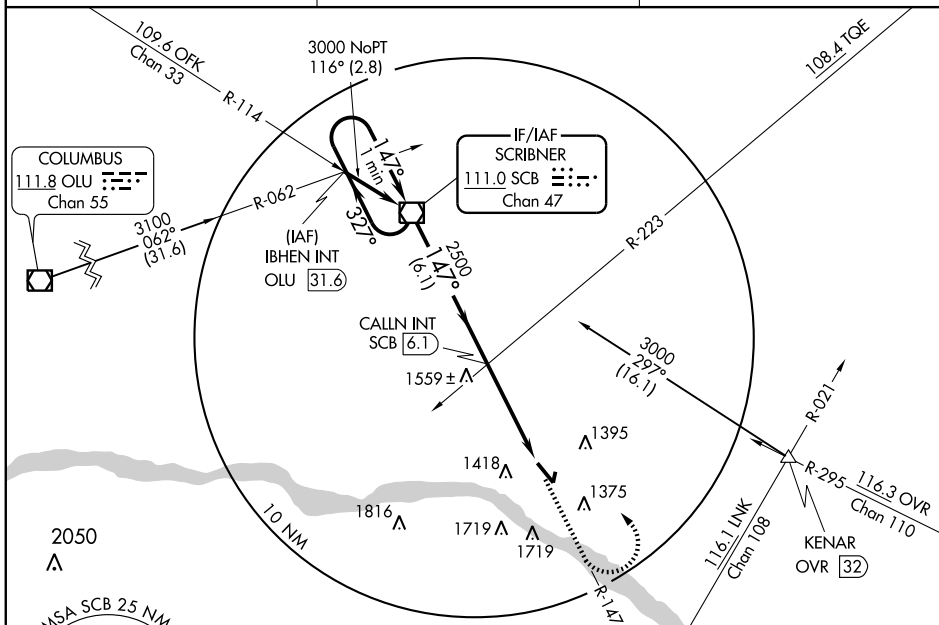 109.6 OFK
Chan 33
R-114
3000 NoPT
116° (2.8)
108.4 TQE
COLUMBUS
111.8 OLU
Chan 55
IF/IAF
SCRIBNER
111.0 SCB
Chan 47
147°
1 min
327°
R-062
3100
062°
(31.6)
(IAF)
IBHEN INT
OLU 31.6
2500
147°
(6.1)
R-223
CALLN INT
SCB 6.1
1559 ±
3000
297°
(16.1)
R-021
1395
1418
1375
1816
1719
1719
R-295
116.3 OVR
Chan 110
116.1 LNK
Chan 108
KENAR
OVR 32
10 NM
2050
R-147
MSA SCB 25 NM